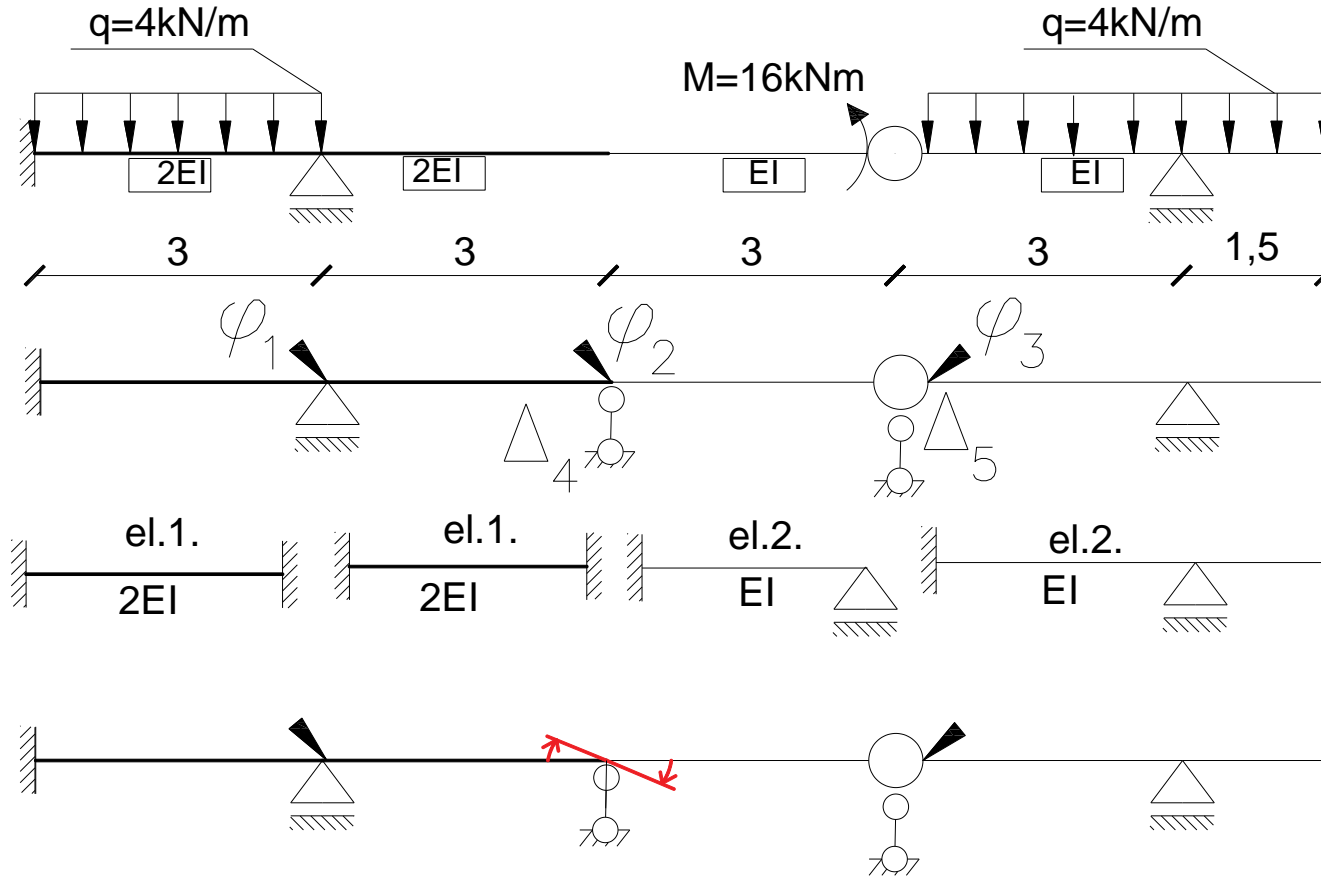 q=4kN/m q=4kN/m
M=16kNm
2EI 2EI EI EI
3 3 3 3 1,5
φ1 φ2 φ3
Δ4 Δ5
el.1. el.1. el.2. el.2.
2EI 2EI EI EI